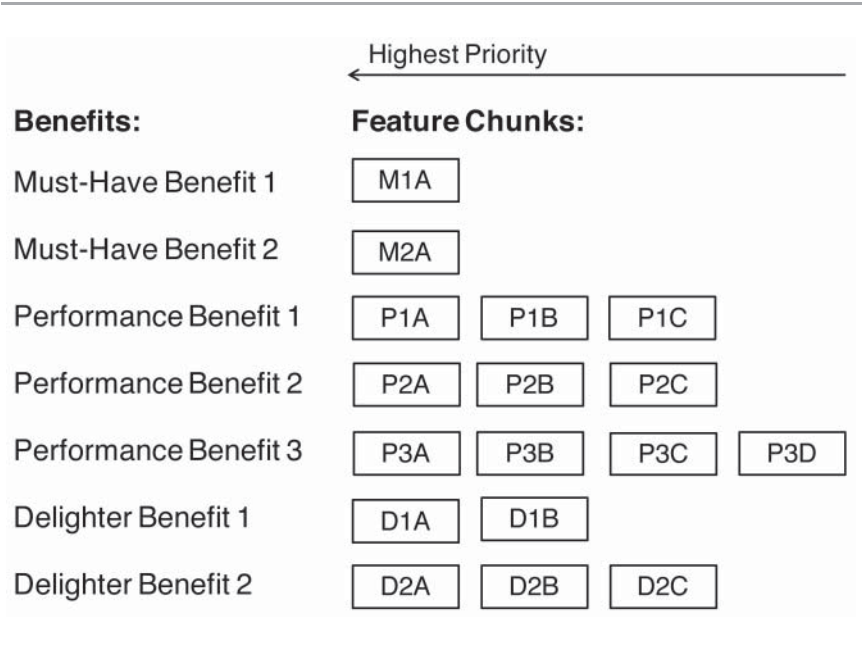 Highest Priority
Benefits: Feature Chunks:
Must-Have Benefit 1 M1A
Must-Have Benefit 2 M2A
Performance Benefit 1 P1A P1B P1C
Performance Benefit 2 P2A P2B P2C
Performance Benefit 3 P3A P3B P3C P3D
Delighter Benefit 1 D1A D1B
Delighter Benefit 2 D2A D2B D2C